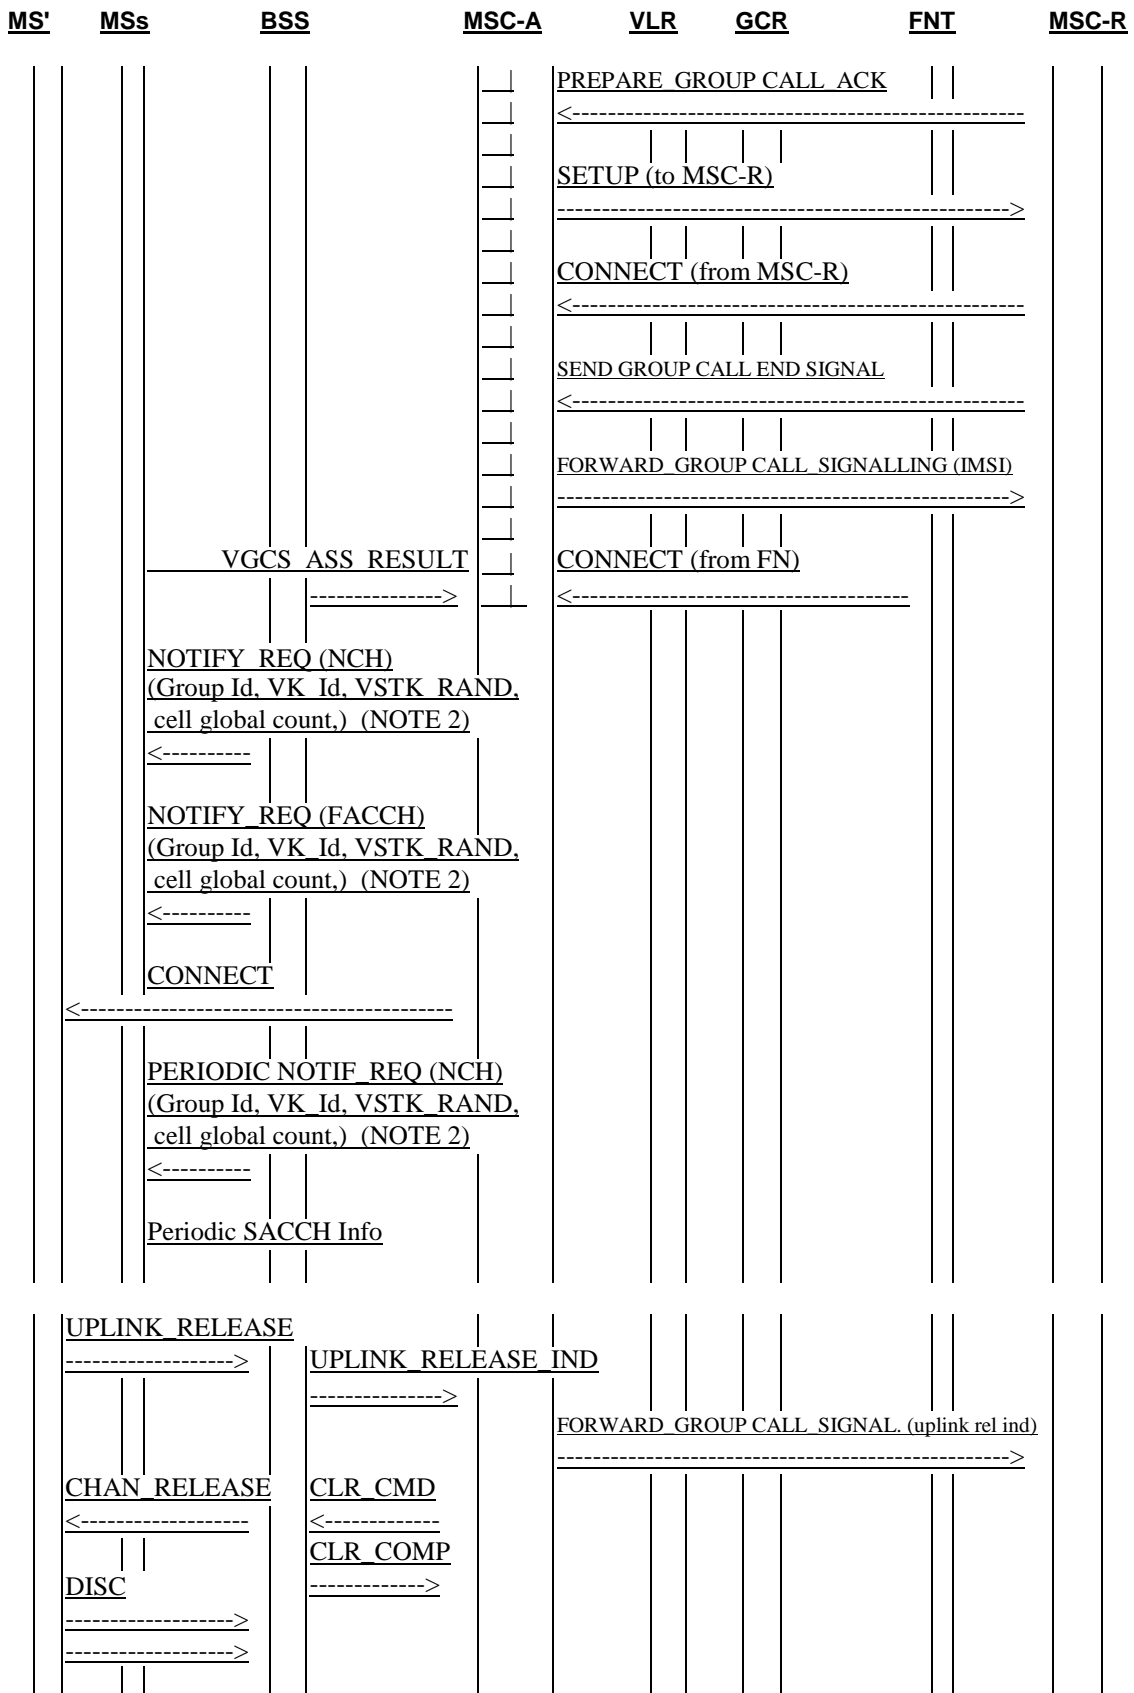 MS' MSs BSS MSC-A VLR GCR FNT MSC-R
PREPARE_GROUP CALL_ACK
<--------------------------------------------------
SETUP (to MSC-R)
-------------------------------------------------->
CONNECT (from MSC-R)
<--------------------------------------------------
SEND GROUP CALL END SIGNAL
<--------------------------------------------------
FORWARD_GROUP CALL_SIGNALLING (IMSI)
-------------------------------------------------->
VGCS_ASS_RESULT CONNECT (from FN)
---------------> <-------------------------------------
NOTIFY_REQ (NCH)
(Group Id, VK_Id, VSTK_RAND,
cell global count,) (NOTE 2)
<----------
NOTIFY_REQ (FACCH)
(Group Id, VK_Id, VSTK_RAND,
cell global count,) (NOTE 2)
<----------
CONNECT
<------------------------------------------
PERIODIC NOTIF_REQ (NCH)
(Group Id, VK_Id, VSTK_RAND,
cell global count,) (NOTE 2)
<----------
Periodic SACCH Info
UPLINK_RELEASE
-------------------> UPLINK_RELEASE_IND
--------------->
FORWARD_GROUP CALL_SIGNAL. (uplink rel ind)
-------------------------------------------------->
CHAN_RELEASE CLR_CMD
<------------------- <-------------
CLR_COMP
DISC ------------->
------------------->
------------------->